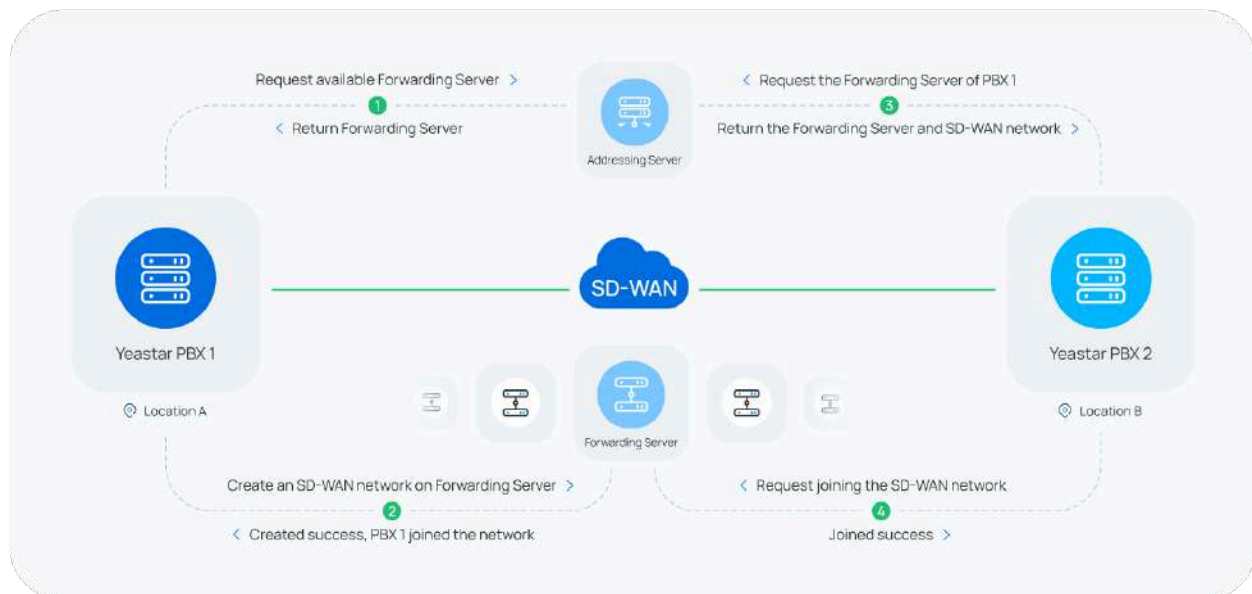 Request available Forwarding Server >
1
< Return Forwarding Server
Addressing Server
< Request the Forwarding Server of PBX 1
3
Return the Forwarding Server and SD-WAN network >
Yeastar PBX 1
Location A
SD-WAN
Yeastar PBX 2
Location B
Forwarding Server
Create an SD-WAN network on Forwarding Server >
2
< Created success, PBX 1 joined the network
< Request joining the SD-WAN network
4
Joined success >